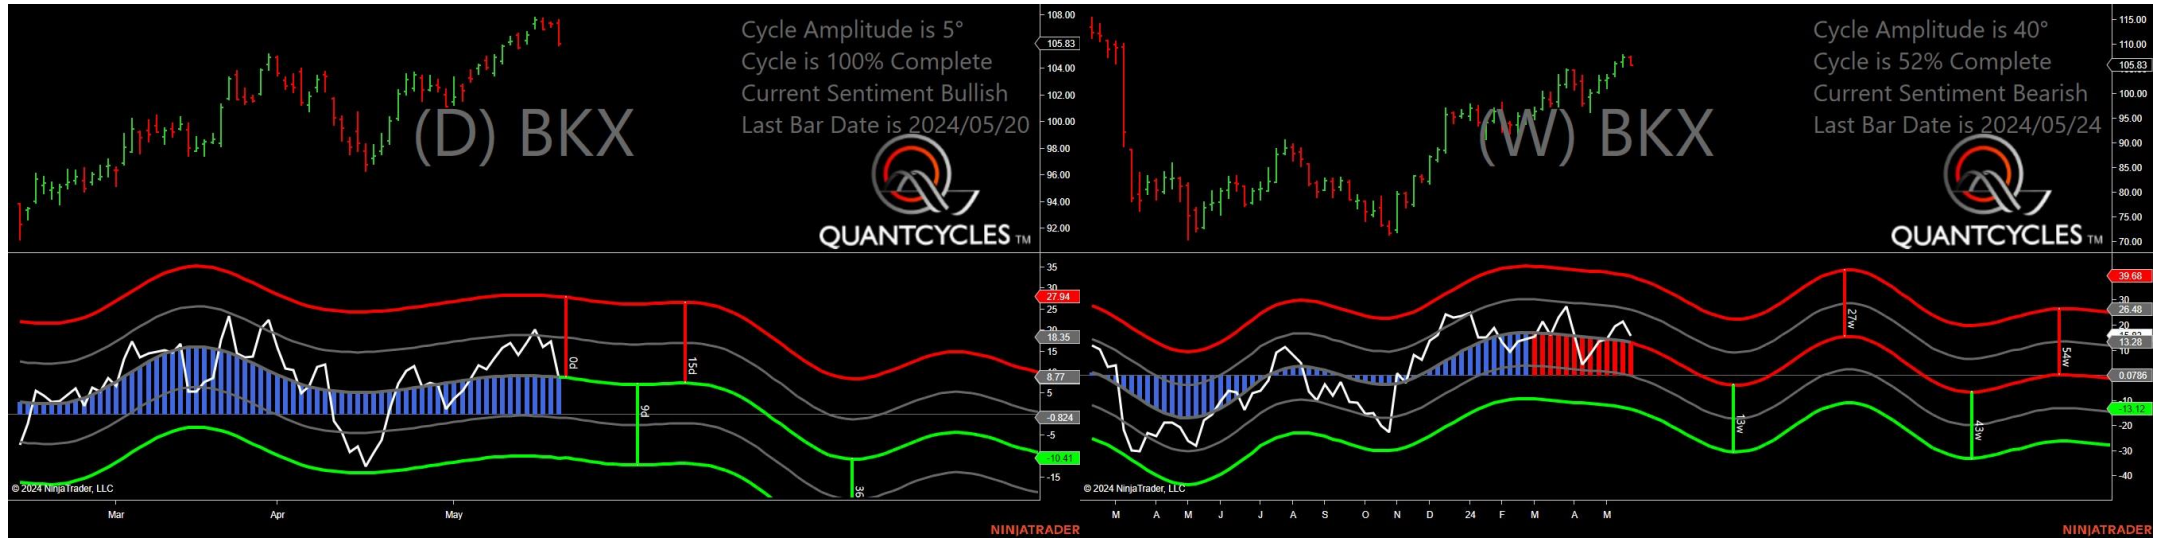 Cycle Amplitude is 5°
Cycle is 100% Complete
Current Sentiment Bullish
Last Bar Date is 2024/05/20
(D) BKX
QUANTCYCLES TM
108.00
105.83
104.00
102.00
100.00
98.00
96.00
94.00
92.00
35
27.94
25
18.35
15
8.77
5
-0.824
-5
-10.41
-15
0d
15d
9d
36
© 2024 NinjaTrader, LLC
Mar
Apr
May
NINJATRADER
Cycle Amplitude is 40°
Cycle is 52% Complete
Current Sentiment Bearish
Last Bar Date is 2024/05/24
(W) BKX
QUANTCYCLES TM
115.00
110.00
105.83
100.00
95.00
90.00
85.00
80.00
75.00
70.00
39.68
30
26.48
20
13.28
10
0.0786
-13.12
-20
-30
-40
27w
54w
13w
43w
© 2024 NinjaTrader, LLC
M A M J J A S O N D 24 F M A M
NINJATRADER